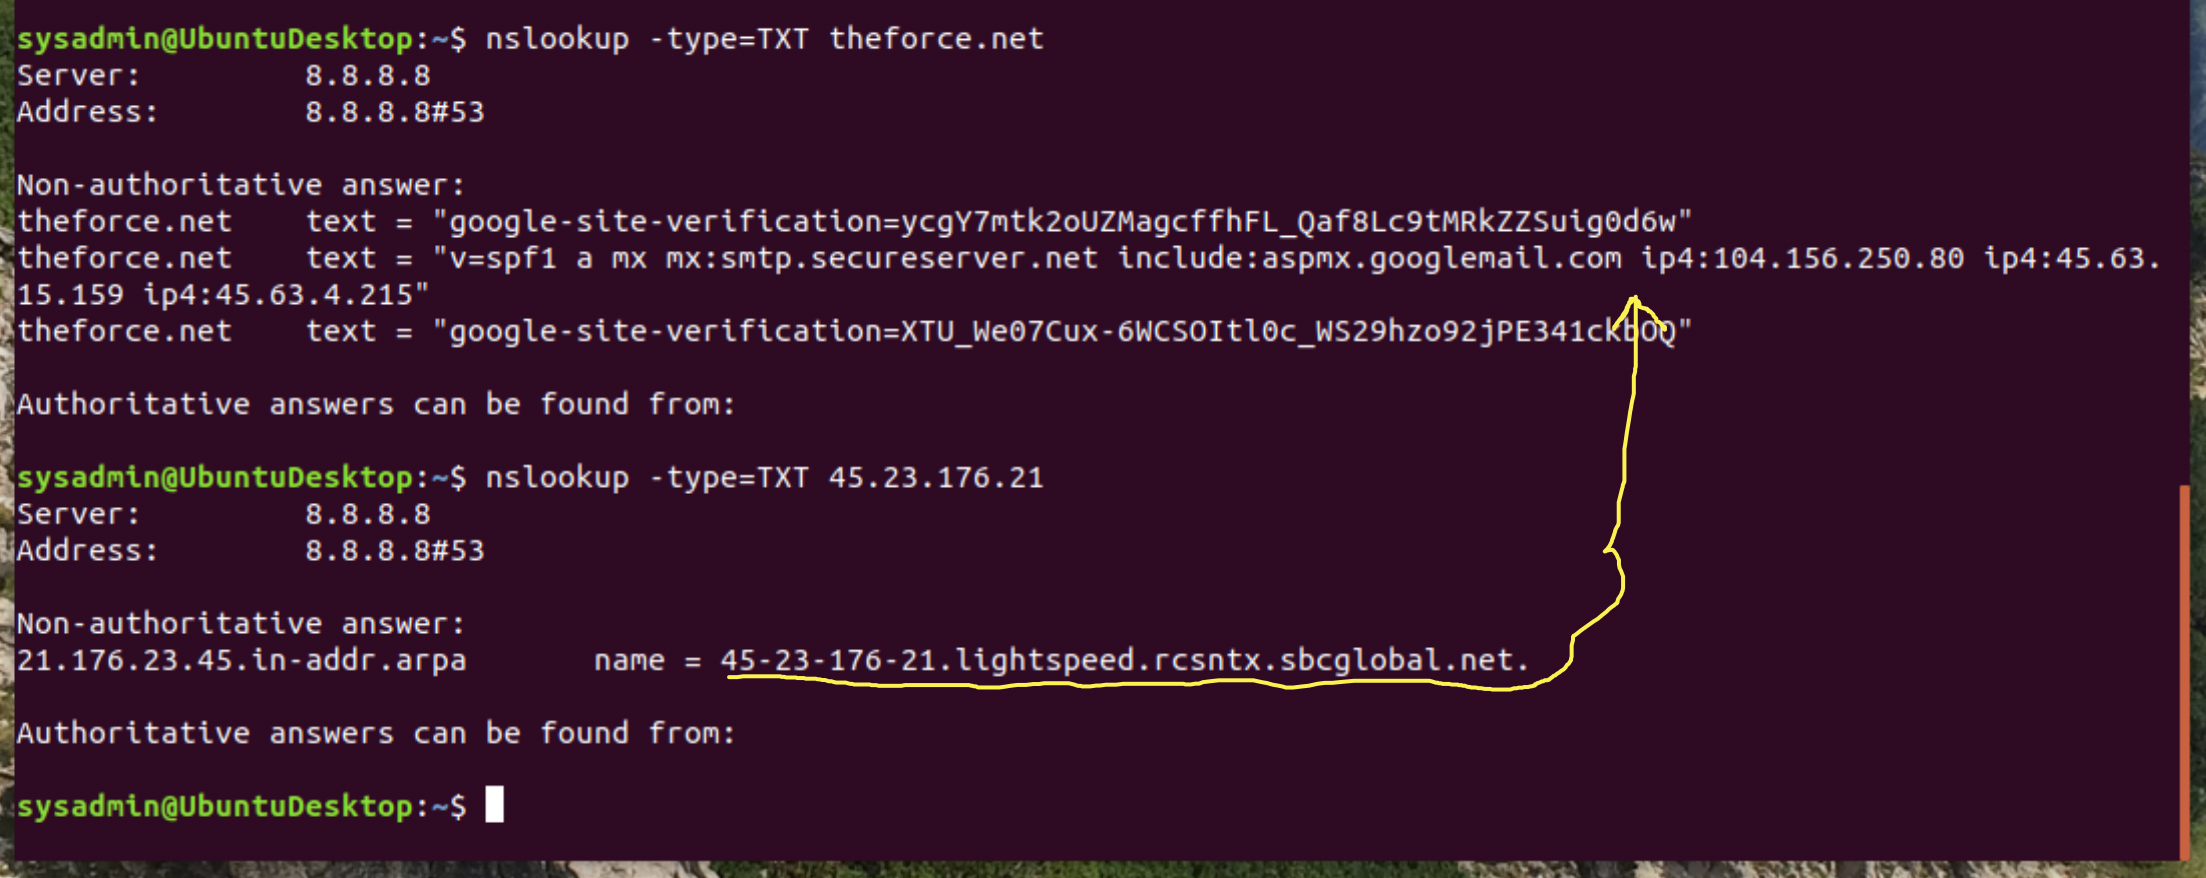 sysadmin@UbuntuDesktop:~$ nslookup -type=TXT theforce.net
Server:         8.8.8.8
Address:        8.8.8.8#53
Non-authoritative answer:
theforce.net    text = "google-site-verification=ycgY7mtk2oUZMagcffhFL_Qaf8Lc9tMRkZZSuig0d6w"
theforce.net    text = "v=spf1 a mx mx:smtp.secureserver.net include:aspmx.googlemail.com ip4:104.156.250.80 ip4:45.63.
15.159 ip4:45.63.4.215"
theforce.net    text = "google-site-verification=XTU_We07Cux-6WCSOItl0c_WS29hzo92jPE341ckbOQ"
Authoritative answers can be found from:
sysadmin@UbuntuDesktop:~$ nslookup -type=TXT 45.23.176.21
Server:         8.8.8.8
Address:        8.8.8.8#53
Non-authoritative answer:
21.176.23.45.in-addr.arpa       name = 45-23-176-21.lightspeed.rcsntx.sbcglobal.net.
Authoritative answers can be found from:
sysadmin@UbuntuDesktop:~$